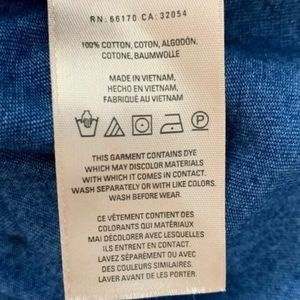 RN: 66170 CA: 32054
100% COTTON, COTON, ALGODÓN,
COTONE, BAUMWOLLE
MADE IN VIETNAM,
HECHO EN VIETNAM,
FABRIQUÉ AU VIETNAM
P
THIS GARMENT CONTAINS DYE
WHICH MAY DISCOLOR MATERIALS
WITH WHICH IT COMES IN CONTACT.
WASH SEPARATELY OR WITH LIKE COLORS.
WASH BEFORE WEAR.
CE VÊTEMENT CONTIENT DES
COLORANTS QUI MATÉRIAUX
MAI DÉCOLORER AVEC LESQUELLES
ILS ENTRENT EN CONTACT.
LAVEZ SÉPARÉMENT OU AVEC
DES COULEURS SIMILAIRES.
LAVER AVANT DE LES PORTER.